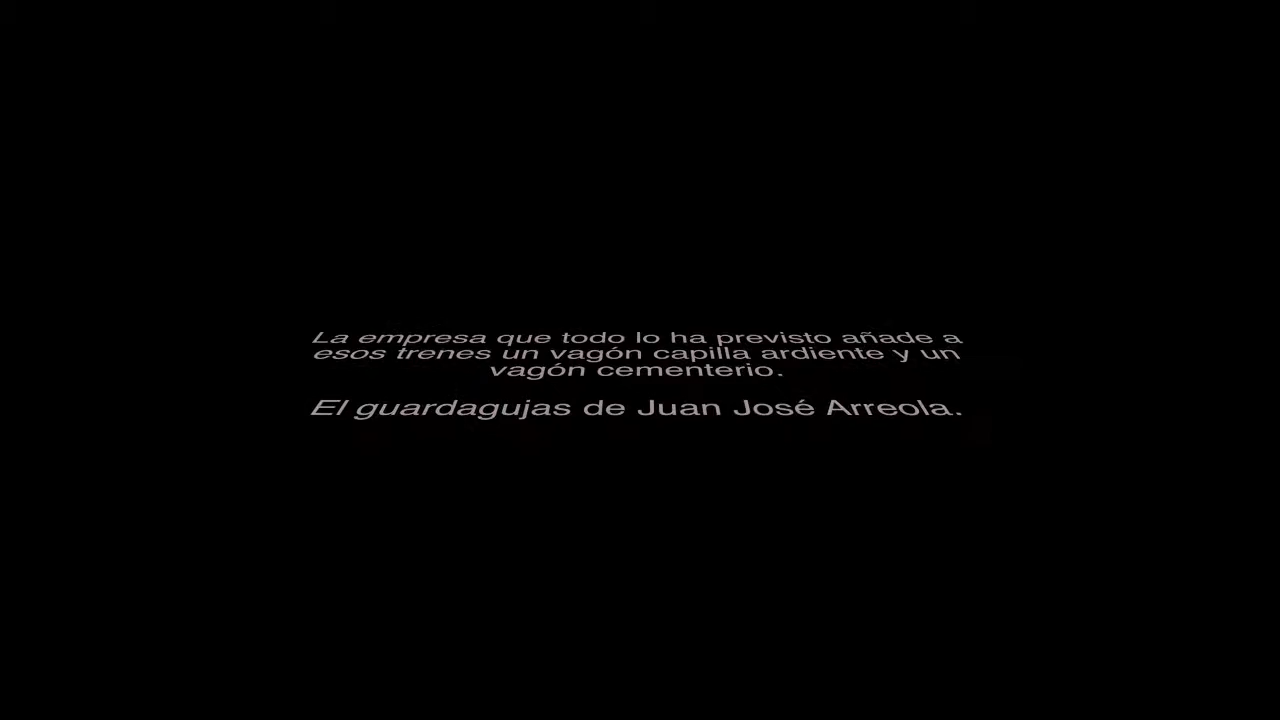 La empresa que todo lo ha previsto añade a
esos trenes un vagón capilla ardiente y un
vagón cementerio.
El guardagujas de Juan José Arreola.